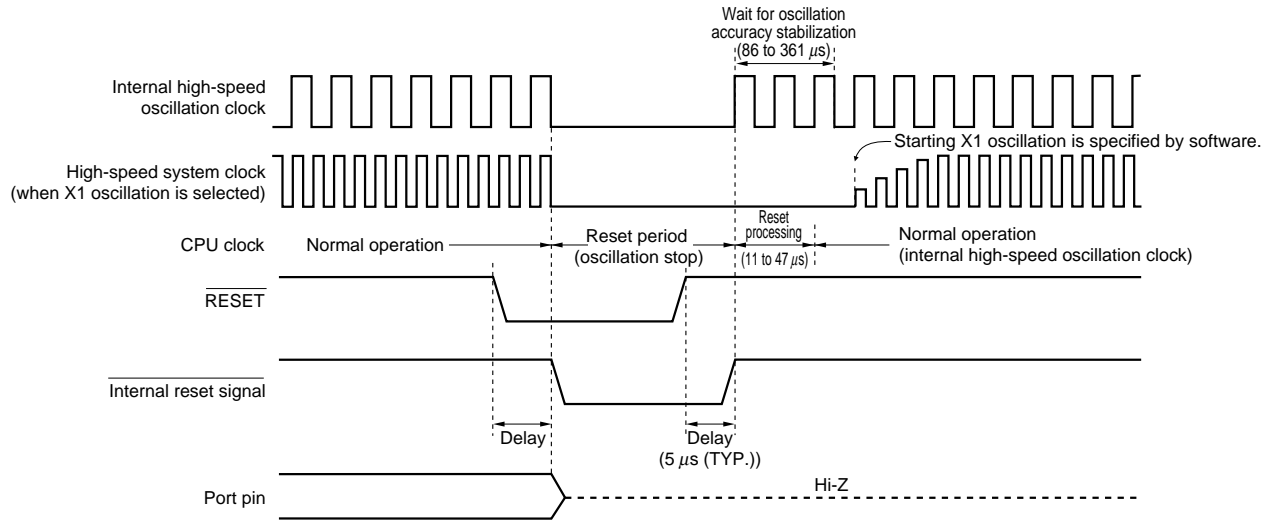 Wait for oscillation
accuracy stabilization
(86 to 361 μs)
Internal high-speed
oscillation clock
Starting X1 oscillation is specified by software.
High-speed system clock
(when X1 oscillation is selected)
CPU clock
Normal operation
Reset period
(oscillation stop)
Reset
processing
(11 to 47 μs)
Normal operation
(internal high-speed oscillation clock)
RESET
Internal reset signal
Delay
Delay
(5 μs (TYP.))
Port pin
Hi-Z